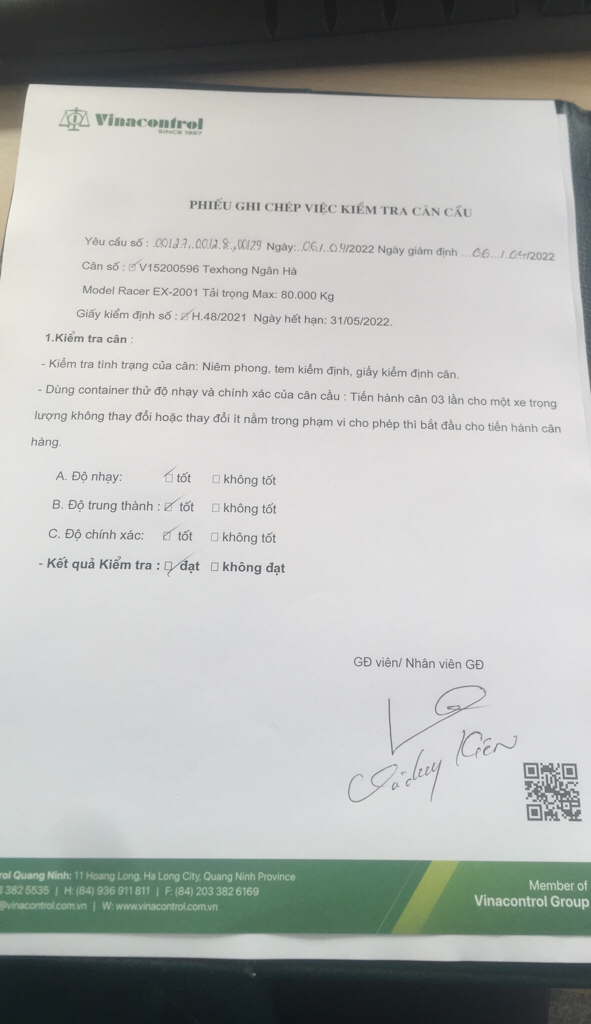 Vinacontrol
SINCE 1957
PHIẾU GHI CHÉP VIỆC KIỂM TRA CÂN CẦU
Yêu cầu số : 00127, 00128, 00129 Ngày: 06/ 04/2022 Ngày giám định ...06.../04/2022
Cân số : ☑ V15200596 Texhong Ngân Hà
Model Racer EX-2001 Tải trọng Max: 80.000 Kg
Giấy kiểm định số : ☑ H.48/2021 Ngày hết hạn: 31/05/2022.
1.Kiểm tra cân :
- Kiểm tra tình trạng của cân: Niêm phong, tem kiểm định, giấy kiểm định cân.
- Dùng container thử độ nhạy và chính xác của cân cầu : Tiến hành cân 03 lần cho một xe trọng
lượng không thay đổi hoặc thay đổi ít nằm trong phạm vi cho phép thì bắt đầu cho tiến hành cân
hàng.
A. Độ nhạy: ☑ tốt ☐ không tốt
B. Độ trung thành : ☑ tốt ☐ không tốt
C. Độ chính xác: ☑ tốt ☐ không tốt
- Kết quả Kiểm tra : ☑ đạt ☐ không đạt
GĐ viên/ Nhân viên GĐ
Kiên
rol Quang Ninh: 11 Hoang Long, Ha Long City, Quang Ninh Province
3 382 5535 | H: (84) 936 911 811 | F: (84) 203 382 6169
@vinacontrol.com.vn | W: www.vinacontrol.com.vn
Member of
Vinacontrol Group